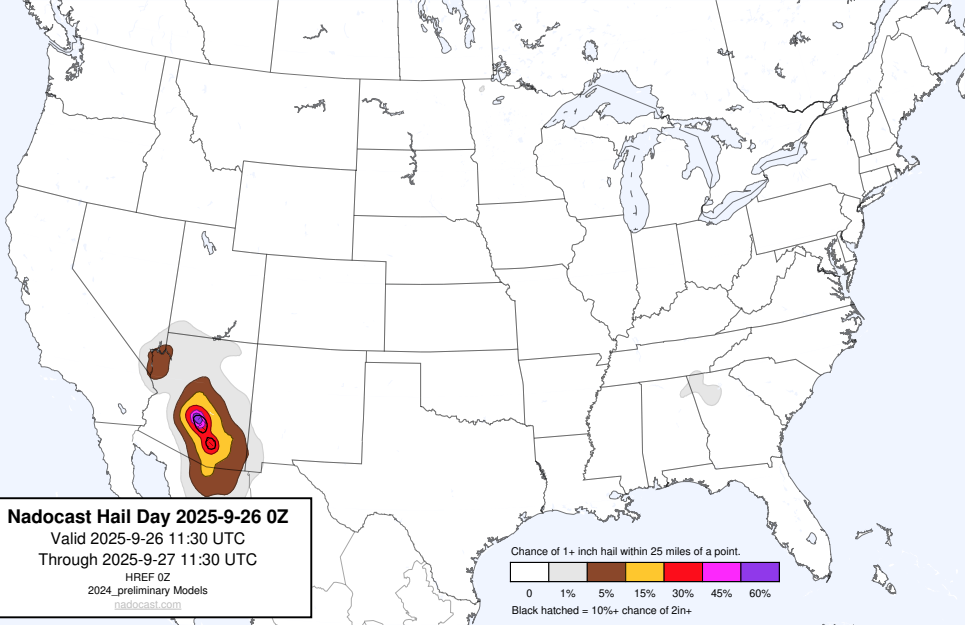 Nadocast Hail Day 2025-9-26 0Z
Valid 2025-9-26 11:30 UTC
Through 2025-9-27 11:30 UTC
HREF 0Z
2024_preliminary Models
nadocast.com
Chance of 1+ inch hail within 25 miles of a point.
0 1% 5% 15% 30% 45% 60%
Black hatched = 10%+ chance of 2in+